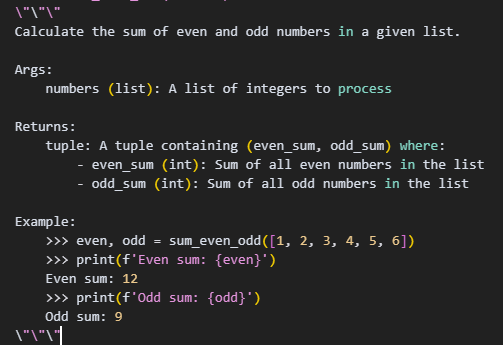 \"\"\"
Calculate the sum of even and odd numbers in a given list.
Args:
numbers (list): A list of integers to process
Returns:
tuple: A tuple containing (even_sum, odd_sum) where:
- even_sum (int): Sum of all even numbers in the list
- odd_sum (int): Sum of all odd numbers in the list
Example:
>>> even, odd = sum_even_odd([1, 2, 3, 4, 5, 6])
>>> print(f'Even sum: {even}')
Even sum: 12
>>> print(f'Odd sum: {odd}')
Odd sum: 9
\"\"\"